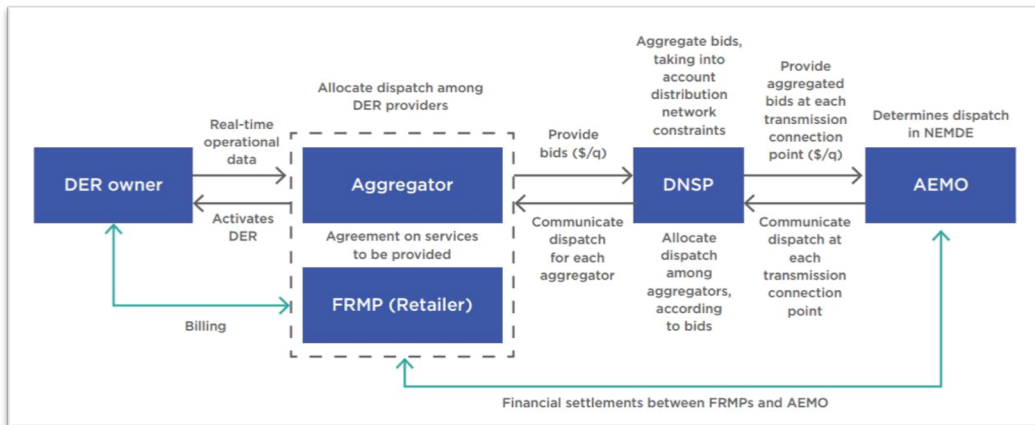 Allocate dispatch among
DER providers
Aggregate bids,
taking into
account
distribution
network
constraints
Provide
aggregated
bids at each
transmission
connection
point ($/q)
Determines dispatch
in NEMDE
Real-time
operational
data
Provide
bids ($/q)
DER owner
Aggregator
DNSP
AEMO
Activates
DER
Agreement on services
to be provided
Communicate
dispatch
for each
aggregator
Allocate
dispatch
among
aggregators,
according
to bids
Communicate
dispatch at
each
transmission
connection
point
FRMP (Retailer)
Billing
Financial settlements between FRMPs and AEMO